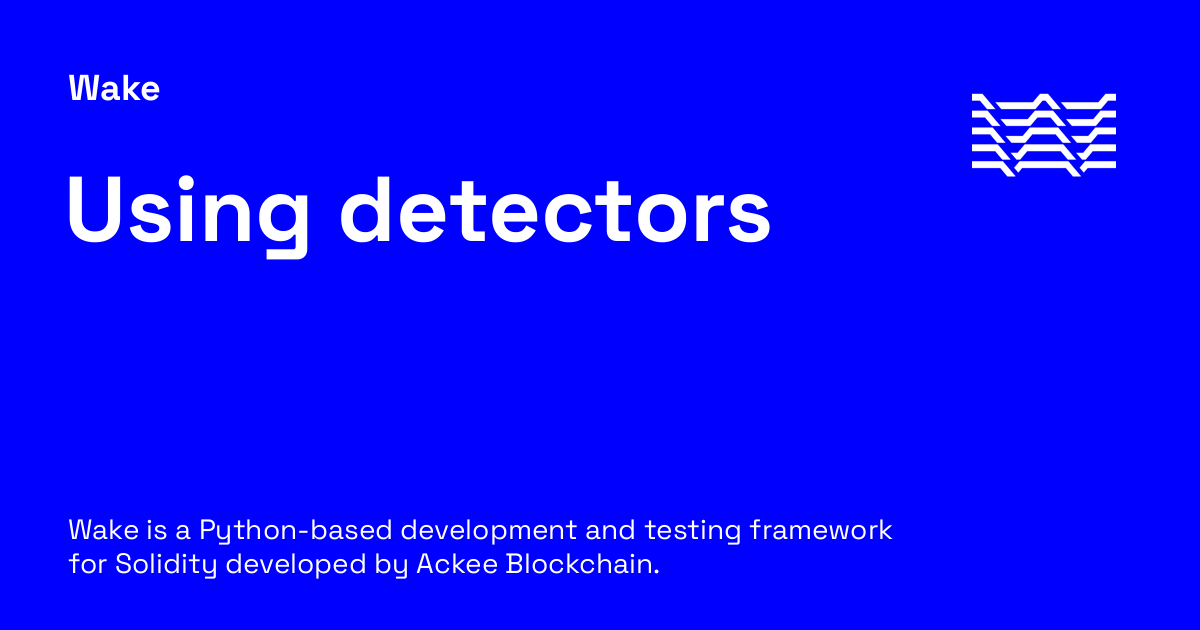 Wake
Using detectors
Wake is a Python-based development and testing framework
for Solidity developed by Ackee Blockchain.